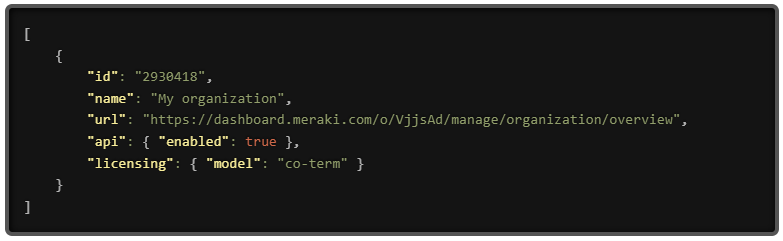 [
    {
        "id": "2930418",
        "name": "My organization",
        "url": "https://dashboard.meraki.com/o/VjjsAd/manage/organization/overview",
        "api": { "enabled": true },
        "licensing": { "model": "co-term" }
    }
]